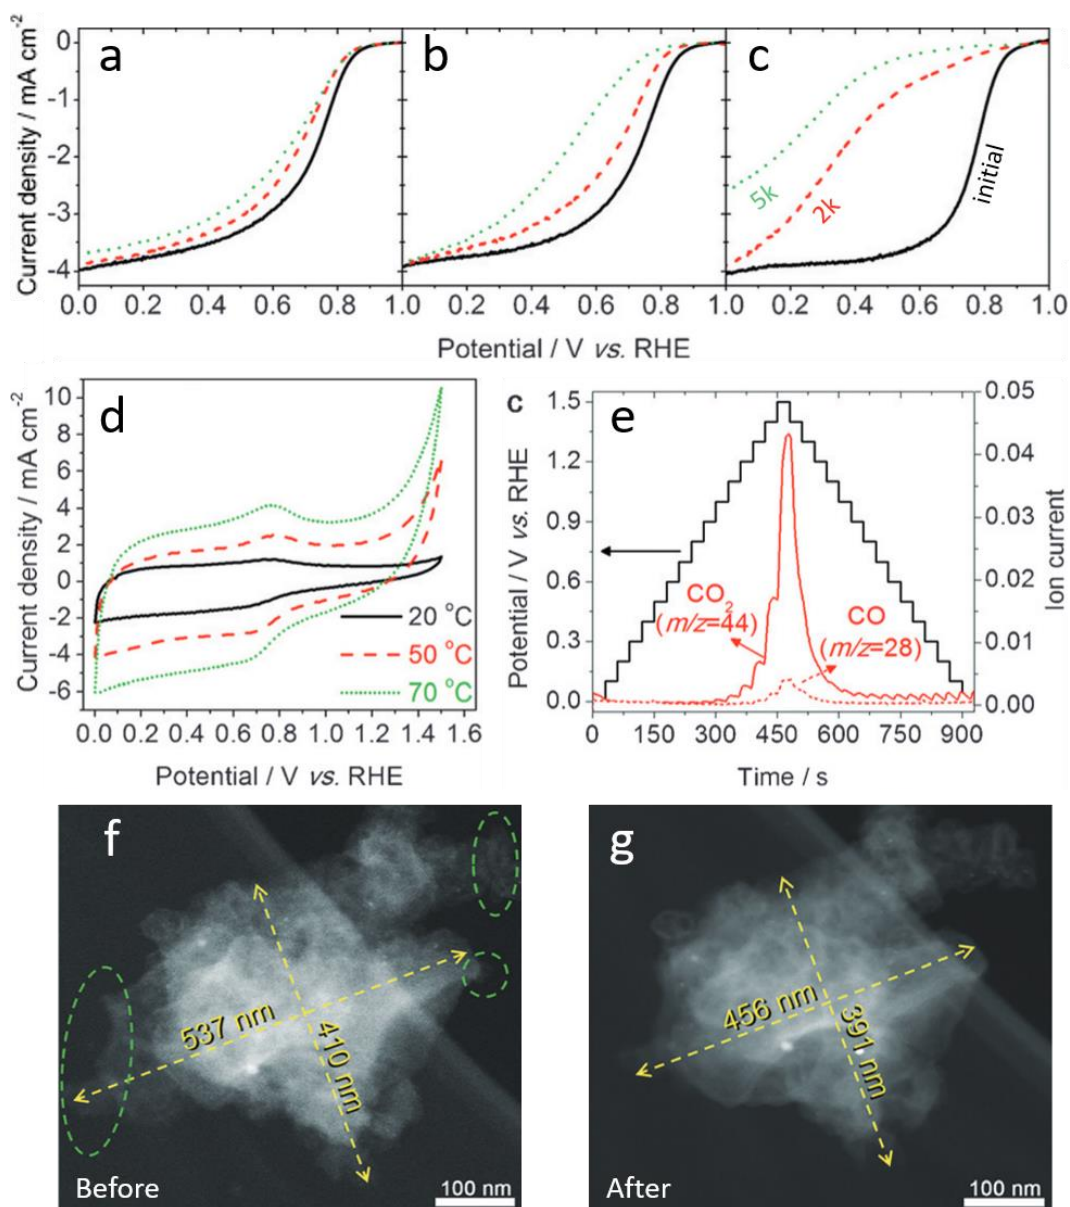 a
b
c
Current density / mA cm-2
0
-1
-2
-3
-4
5k
2k
initial
0.0 0.2 0.4 0.6 0.8 0.0 0.2 0.4 0.6 0.8 0.0 0.2 0.4 0.6 0.8 1.0
Potential / V vs. RHE
d
Current density / mA cm-2
10
8
6
4
2
0
-2
-4
-6
20 °C
50 °C
70 °C
0.0 0.2 0.4 0.6 0.8 1.0 1.2 1.4 1.6
Potential / V vs. RHE
c
e
Potential / V vs. RHE
1.5
1.2
0.9
0.6
0.3
0.0
0.05
0.04
0.03
0.02
0.01
0.00
Ion current
CO2
(m/z=44)
CO
(m/z=28)
0 150 300 450 600 750 900
Time / s
f
537 nm
410 nm
Before
100 nm
g
456 nm
391 nm
After
100 nm